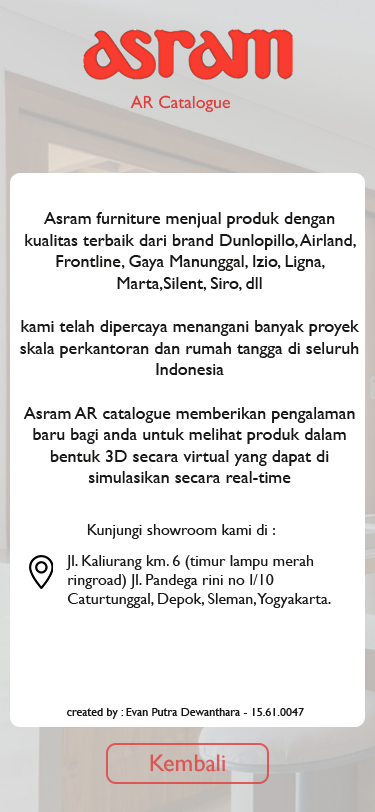 asram
AR Catalogue
Asram furniture menjual produk dengan
kualitas terbaik dari brand Dunlopillo, Airland,
Frontline, Gaya Manunggal, Izio, Ligna,
Marta,Silent, Siro, dll
kami telah dipercaya menangani banyak proyek
skala perkantoran dan rumah tangga di seluruh
Indonesia
Asram AR catalogue memberikan pengalaman
baru bagi anda untuk melihat produk dalam
bentuk 3D secara virtual yang dapat di
simulasikan secara real-time
Kunjungi showroom kami di :
Jl. Kaliurang km. 6 (timur lampu merah
ringroad) Jl. Pandega rini no I/10
Caturtunggal, Depok, Sleman, Yogyakarta.
created by : Evan Putra Dewanthara - 15.61.0047
Kembali